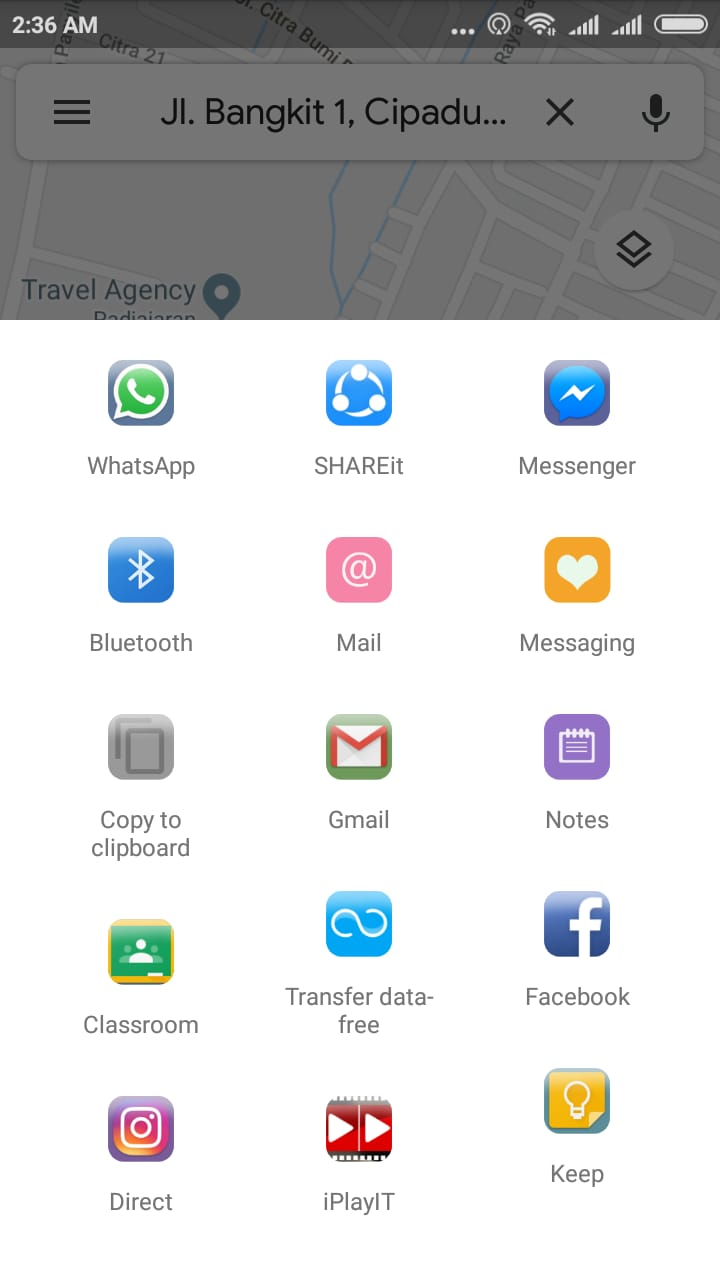 2:36 AM
Jl. Citra Bumi
Citra 21
Raya Pa
Jl. Bangkit 1, Cipadu...
Travel Agency
Padjajaran
WhatsApp
SHAREit
Messenger
Bluetooth
@
Mail
Messaging
Copy to
clipboard
Gmail
Notes
Classroom
Transfer data-
free
Facebook
Direct
iPlayIT
Keep